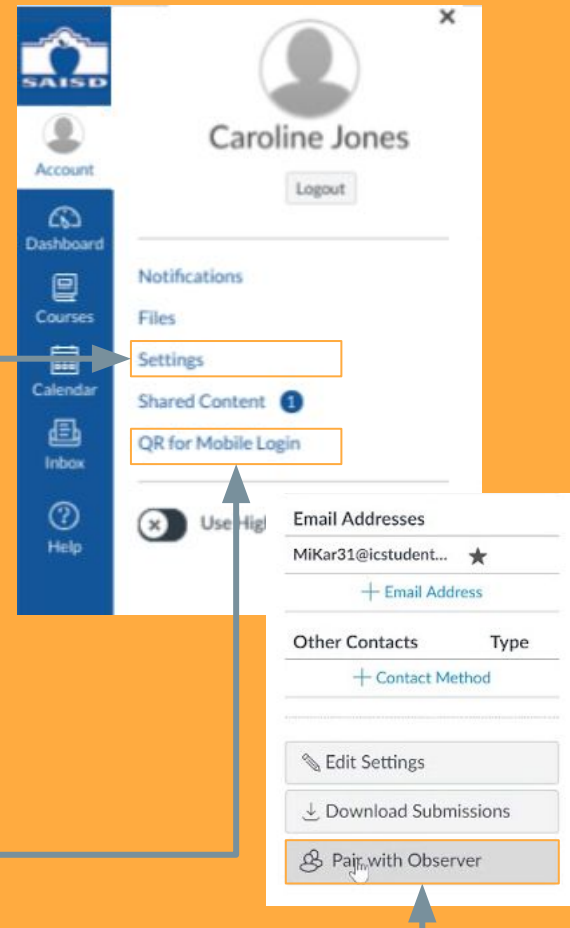 SAISD
Account
Dashboard
Courses
Calendar
Inbox
Help
Caroline Jones
Logout
Notifications
Files
Settings
Shared Content 1
QR for Mobile Login
Use Hig
Email Addresses
MiKar31@icstudent... ★
+ Email Address
Other Contacts Type
+ Contact Method
Edit Settings
Download Submissions
Pair with Observer